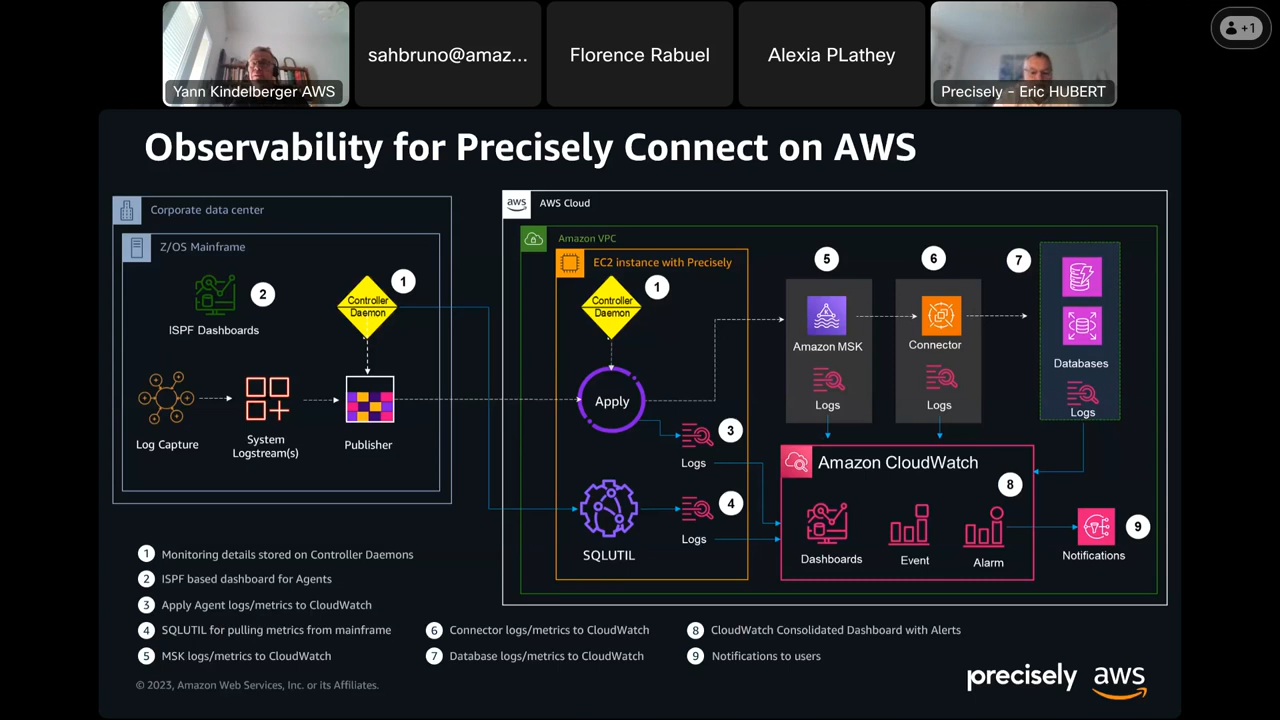 Yann Kindelberger AWS
sahbruno@amaz...
Florence Rabuel
Alexia PLathey
Precisely - Eric HUBERT
+1
Observability for Precisely Connect on AWS
Corporate data center
Z/OS Mainframe
ISPF Dashboards
2
Controller
Daemon
1
Log Capture
System
Logstream(s)
Publisher
aws
AWS Cloud
Amazon VPC
EC2 instance with Precisely
Controller
Daemon
1
Apply
Logs
3
SQLUTIL
Logs
4
5
Amazon MSK
Logs
6
Connector
Logs
7
Databases
Logs
Amazon CloudWatch
8
Dashboards
Event
Alarm
Notifications
9
1 Monitoring details stored on Controller Daemons
2 ISPF based dashboard for Agents
3 Apply Agent logs/metrics to CloudWatch
4 SQLUTIL for pulling metrics from mainframe
5 MSK logs/metrics to CloudWatch
6 Connector logs/metrics to CloudWatch
7 Database logs/metrics to CloudWatch
8 CloudWatch Consolidated Dashboard with Alerts
9 Notifications to users
© 2023, Amazon Web Services, Inc. or its Affiliates.
precisely aws